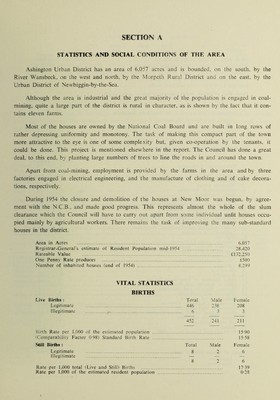 SECTION A
STATISTICS AND SOCIAL CONDITIONS OF THE AREA
Ashington Urban District has an area of 6,057 acres and is bounded, on the south, by the
River Wansbeck, on the west and north, by the Morpeth Rural District and on the east, by the
Urban District of Newbiggin-by-the-Sea.
Although the area is industrial and the great majority of the population is engaged in coal-
mining, quite a large part of the district is rural in character, as is shown by the fact that it con-
tains eleven farms.
Most of the houses are owned by the National Coal Board and are built in long rows of
rather depressing uniformity and monotony. The task of making this compact part of the town
more attractive to the eye is one of some complexity but, given co-operation by the tenants, it
could be done. This project is mentioned elsewhere in the report. The Council has done a great
deal, to this end, by planting large numbers of trees to line the roads in and around the town.
Apart from coal-mining, employment is provided by the farms in the area and by three
factories engaged in electrical engineering, and the manufacture of clothing and of cake decora-
tions, respectively.
During 1954 the closure and demolition of the houses at New Moor was begun, by agree-
ment with the N.C.B., and made good progress. This represents almost the whole of the slum
clearance which the Council will have to carry out apart from some individual unfit houses occu-
pied mainly by agricultural workers. There remains the task of improving the many sub-standard
houses in the district.
Area in Acres 6,057
Registrar-General's estimate of Resident Population mid-1954 28,420
Rateable Value
One Penny Rate produces
Number of inhabited houses (end of 1954) 8,259
VITAL STATISTICS
BIRTHS
Live Births: Total Male Female
Legitimate 446 238 208
Illegitimate 6 3 3
452 241 211
Birth Rate per 1,000 of the estimated population 15.90
(Comparability Factor 0.98) Standard Birth Rate 15.58
Still Births: Total Male Female
Legitimate 8 2 6
Illegitimate
8 2 6
Rate per 1,000 total (Live and Still) Births 17.39
Rate per 1,000 of the estimated population 0.28